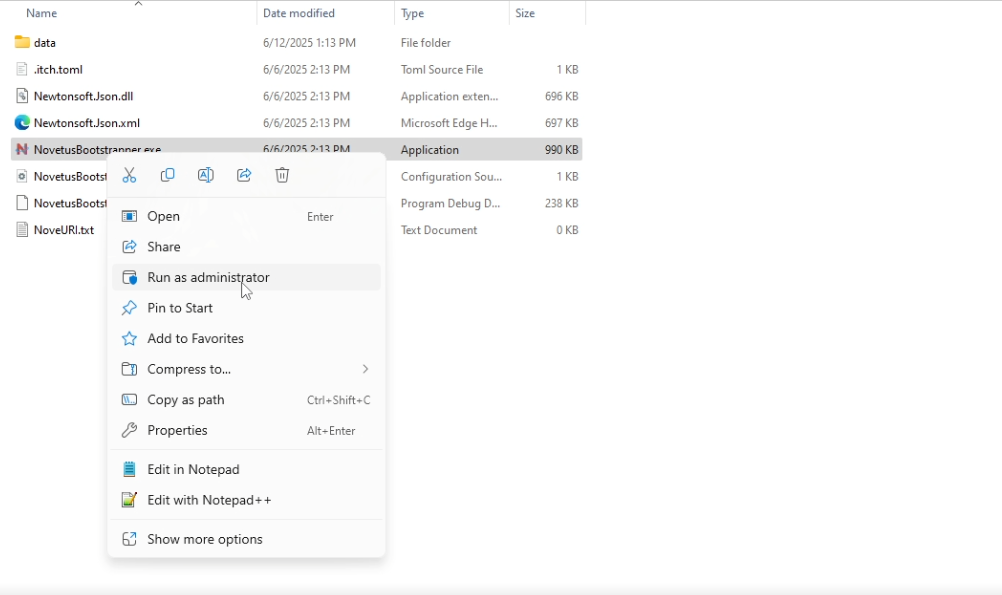 Name Date modified Type Size
data 6/12/2025 1:13 PM File folder
.itch.toml 6/6/2025 2:13 PM Toml Source File 1 KB
Newtonsoft.Json.dll 6/6/2025 2:13 PM Application exten... 696 KB
Newtonsoft.Json.xml 6/6/2025 2:13 PM Microsoft Edge H... 697 KB
NovetusBootstrapper.exe 6/6/2025 2:13 PM Application 990 KB
NovetusBootst Configuration Sou... 1 KB
NovetusBootst Program Debug D... 238 KB
NoveURI.txt Text Document 0 KB
Open Enter
Share
Run as administrator
Pin to Start
Add to Favorites
Compress to...
Copy as path Ctrl+Shift+C
Properties Alt+Enter
Edit in Notepad
Edit with Notepad++
Show more options